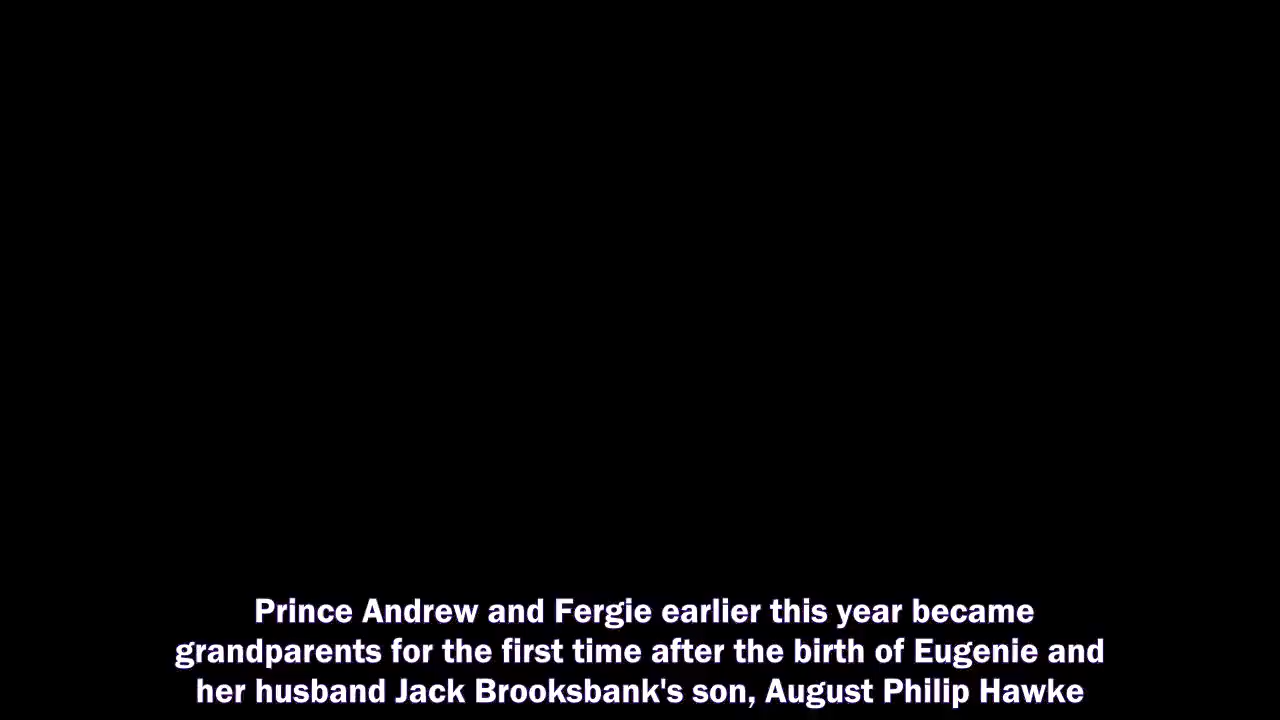 Prince Andrew and Fergie earlier this year became
grandparents for the first time after the birth of Eugenie and
her husband Jack Brooksbank's son, August Philip Hawke